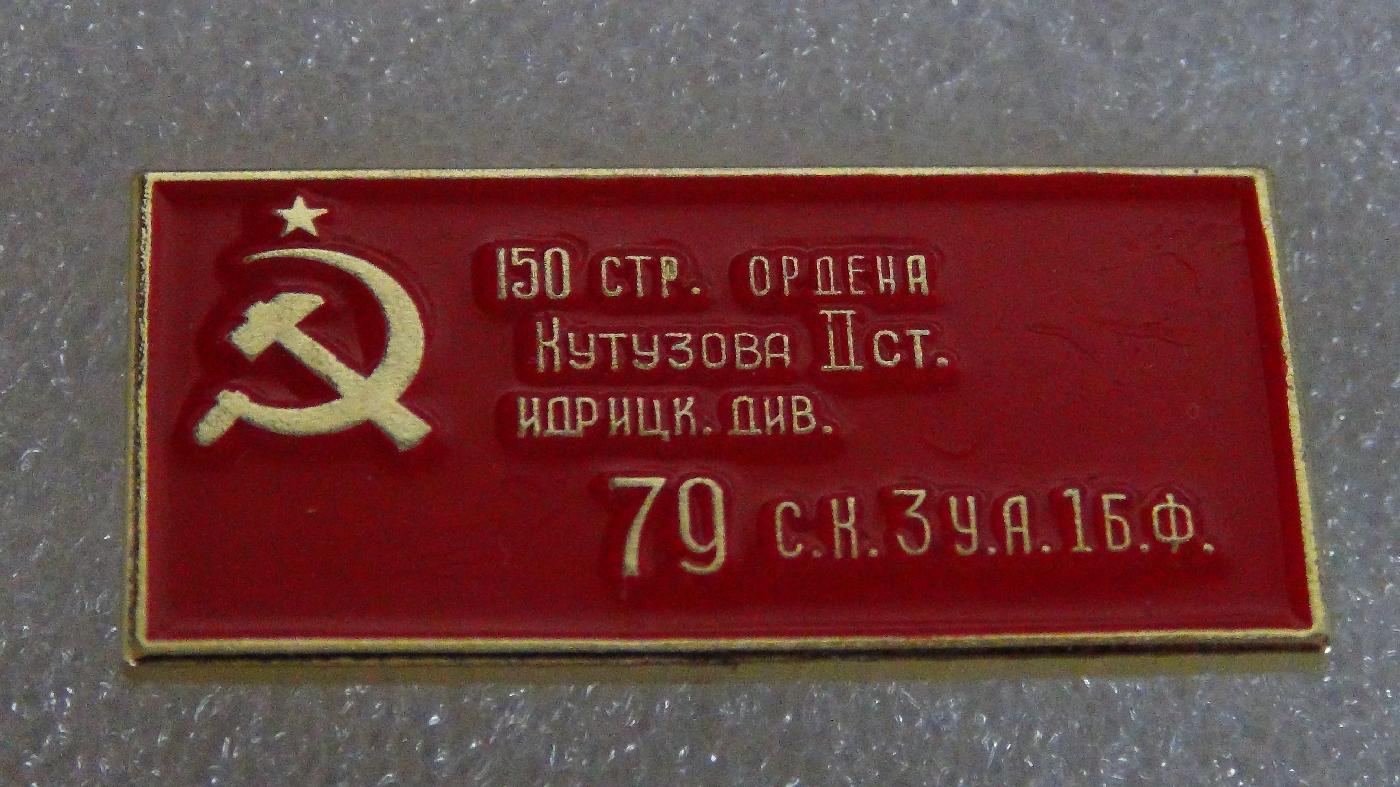 150 СТР. ОРДЕНА
КУТУЗОВА II СТ.
ИДРИЦК. ДИВ.
79 С.К. 3 У.А. 1 Б.Ф.